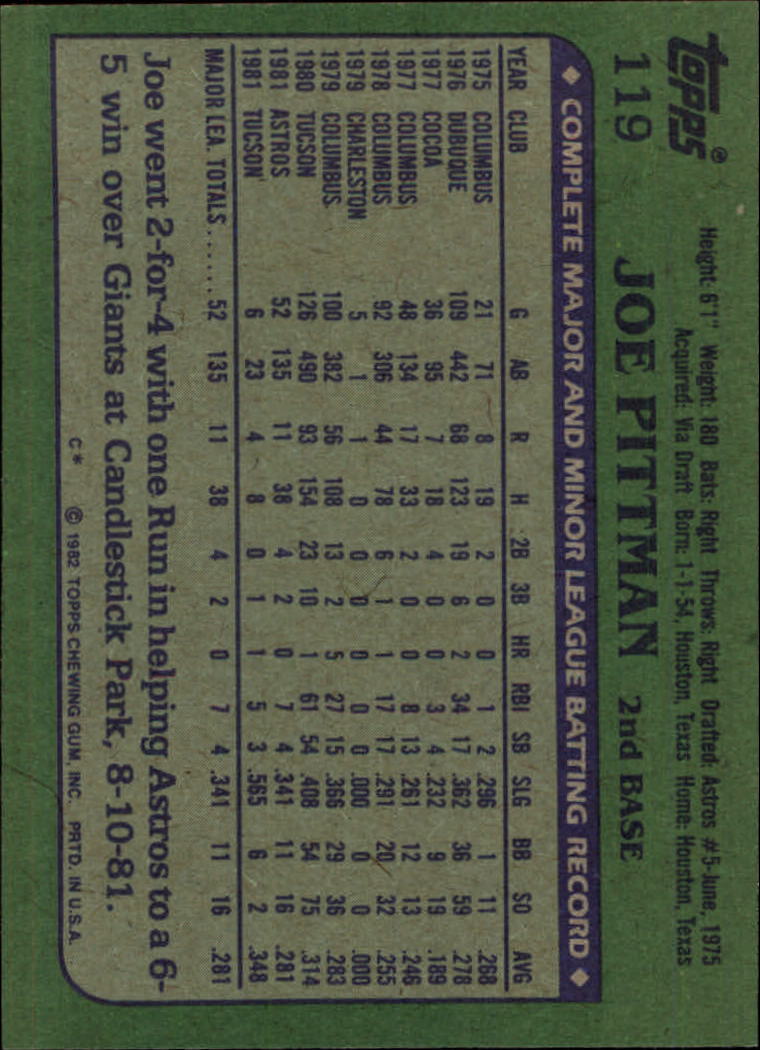 TOPPS®
119 JOE PITTMAN 2nd BASE
Height: 6'1" Weight: 180 Bats: Right Throws: Right Drafted: Astros #5-June, 1975
Acquired: Via Draft Born: 1-1-54, Houston, Texas Home: Houston, Texas
◆ COMPLETE MAJOR AND MINOR LEAGUE BATTING RECORD ◆
YEAR CLUB G AB R H 2B 3B HR RBI SB SLG BB SO AVG
1975 COLUMBUS 21 71 8 19 2 0 0 1 2 .296 1 11 .268
1976 DUBUQUE 109 442 68 123 19 6 2 34 17 .362 36 59 .278
1977 COCOA 36 95 7 18 4 0 0 3 4 .232 9 19 .189
1977 COLUMBUS 48 134 17 33 2 0 0 8 13 .261 12 13 .246
1978 COLUMBUS 92 306 44 78 6 1 1 17 17 .291 20 32 .255
1979 CHARLESTON 5 1 1 0 0 0 0 0 0 .000 0 0 .000
1979 COLUMBUS 100 382 56 108 13 2 5 27 15 .366 29 36 .283
1980 TUCSON 126 490 93 154 23 10 1 61 54 .408 54 75 .314
1981 ASTROS 52 135 11 38 4 2 0 7 4 .341 11 16 .281
1981 TUCSON 6 23 4 8 0 1 1 5 3 .565 6 2 .348
MAJOR LEA. TOTALS...... 52 135 11 38 4 2 0 7 4 .341 11 16 .281
Joe went 2-for-4 with one Run in helping Astros to a 6-
5 win over Giants at Candlestick Park, 8-10-81.
C* © 1982 TOPPS CHEWING GUM, INC. PRTD. IN U.S.A.